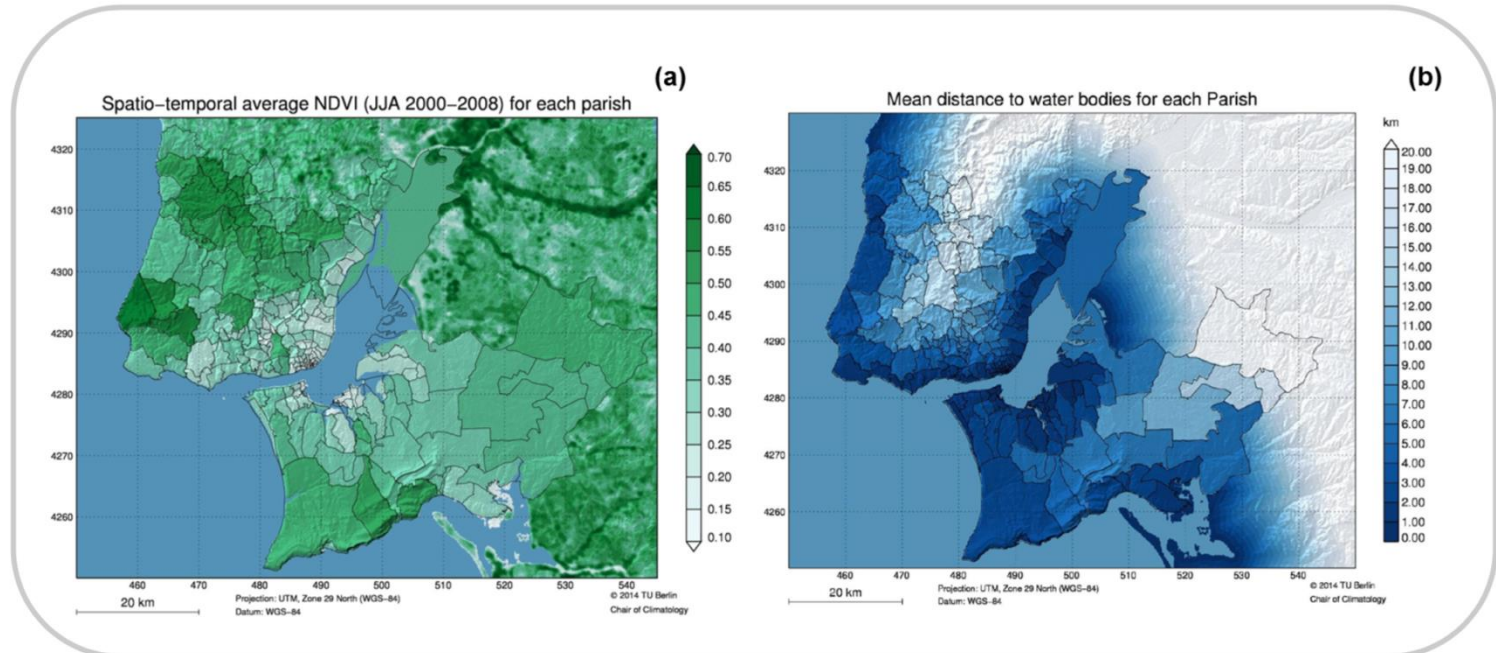 (a)
Spatio-temporal average NDVI (JJA 2000-2008) for each parish
4320
4310
4300
4290
4280
4270
4260
460 470 480 490 500 510 520 530 540
0.70
0.65
0.60
0.55
0.50
0.45
0.40
0.35
0.30
0.25
0.20
0.15
0.10
20 km
Projection: UTM, Zone 29 North (WGS-84)
Datum: WGS-84
© 2014 TU Berlin
Chair of Climatology
(b)
Mean distance to water bodies for each Parish
4320
4310
4300
4290
4280
4270
4260
460 470 480 490 500 510 520 530 540
km
20.00
19.00
18.00
17.00
16.00
15.00
14.00
13.00
12.00
11.00
10.00
9.00
8.00
7.00
6.00
5.00
4.00
3.00
2.00
1.00
0.00
20 km
Projection: UTM, Zone 29 North (WGS-84)
Datum: WGS-84
© 2014 TU Berlin
Chair of Climatology